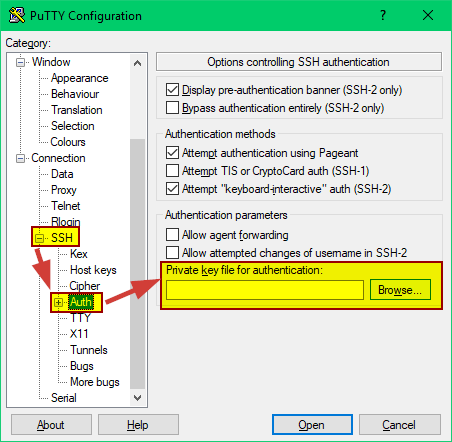 PuTTY Configuration
?
Category:
Window
Appearance
Behaviour
Translation
Selection
Colours
Connection
Data
Proxy
Telnet
Rlogin
SSH
Kex
Host keys
Cipher
Auth
TTY
X11
Tunnels
Bugs
More bugs
Serial
Options controlling SSH authentication
Display pre-authentication banner (SSH-2 only)
Bypass authentication entirely (SSH-2 only)
Authentication methods
Attempt authentication using Pageant
Attempt TIS or CryptoCard auth (SSH-1)
Attempt "keyboard-interactive" auth (SSH-2)
Authentication parameters
Allow agent forwarding
Allow attempted changes of username in SSH-2
Private key file for authentication:
Browse...
About
Help
Open
Cancel